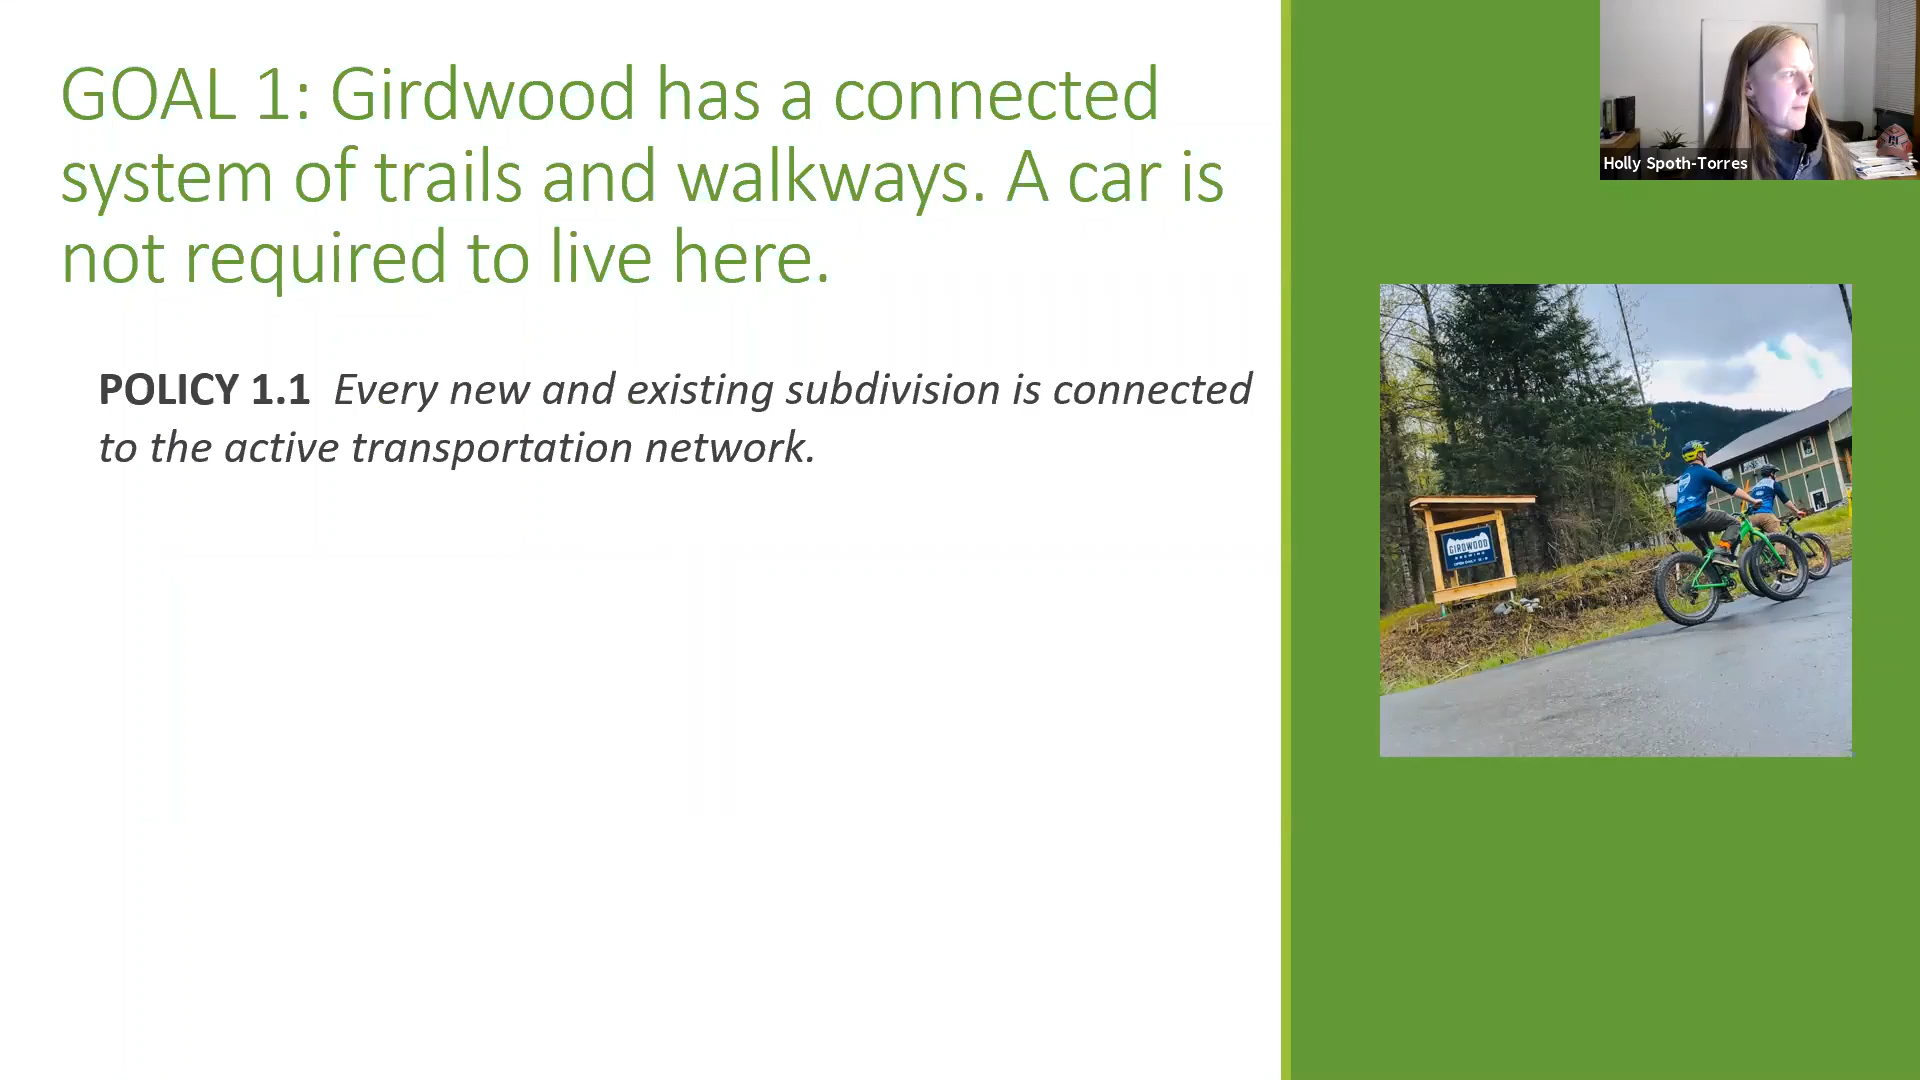 GOAL 1: Girdwood has a connected
system of trails and walkways. A car is
not required to live here.
POLICY 1.1 Every new and existing subdivision is connected
to the active transportation network.
Holly Spoth-Torres
GIRDWOOD
BREWING